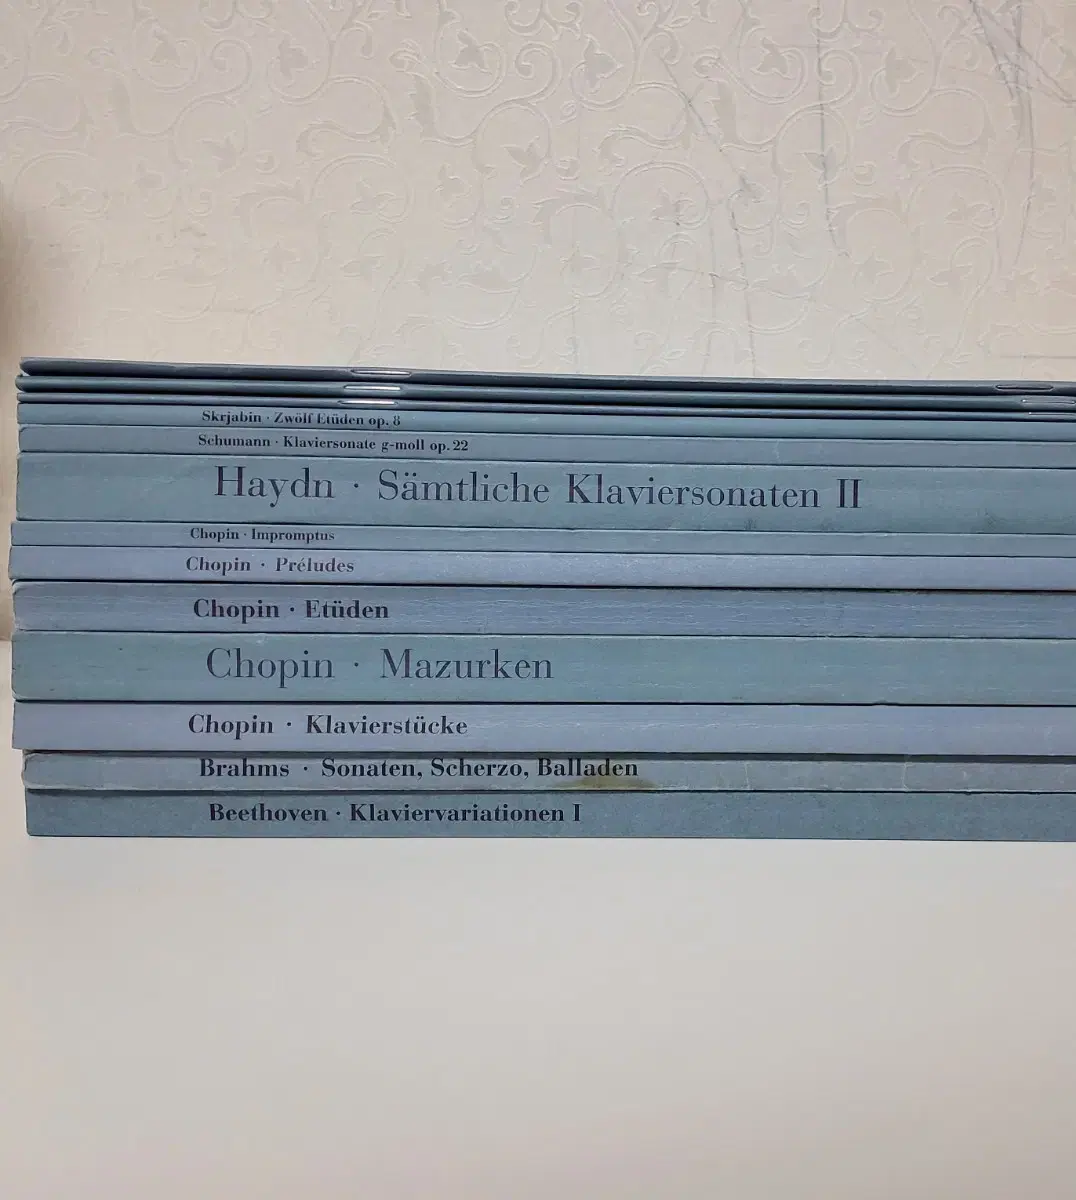 Skrjabin · Zwölf Etüden op. 8
Schumann · Klaviersonate g-moll op. 22
Haydn · Sämtliche Klaviersonaten II
Chopin · Impromptus
Chopin · Préludes
Chopin · Etüden
Chopin · Mazurken
Chopin · Klavierstücke
Brahms · Sonaten, Scherzo, Balladen
Beethoven · Klaviervariationen I